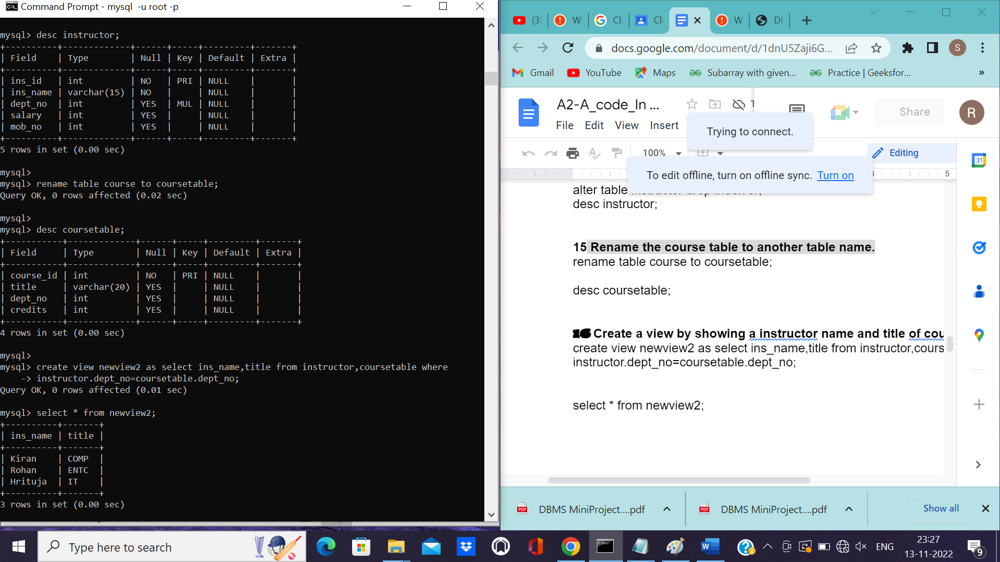 Command Prompt - mysql  -u root -p
mysql> desc instructor;
+----------+-------------+------+-----+---------+-------+
| Field    | Type        | Null | Key | Default | Extra |
+----------+-------------+------+-----+---------+-------+
| ins_id   | int         | NO   | PRI | NULL    |       |
| ins_name | varchar(15) | NO   |     | NULL    |       |
| dept_no  | int         | YES  | MUL | NULL    |       |
| salary   | int         | YES  |     | NULL    |       |
| mob_no   | int         | YES  |     | NULL    |       |
+----------+-------------+------+-----+---------+-------+
5 rows in set (0.00 sec)
mysql>
mysql> rename table course to coursetable;
Query OK, 0 rows affected (0.02 sec)
mysql>
mysql> desc coursetable;
+-----------+-------------+------+-----+---------+-------+
| Field     | Type        | Null | Key | Default | Extra |
+-----------+-------------+------+-----+---------+-------+
| course_id | int         | NO   | PRI | NULL    |       |
| title     | varchar(20) | YES  |     | NULL    |       |
| dept_no   | int         | YES  |     | NULL    |       |
| credits   | int         | YES  |     | NULL    |       |
+-----------+-------------+------+-----+---------+-------+
4 rows in set (0.00 sec)
mysql>
mysql> create view newview2 as select ins_name,title from instructor,coursetable where
    -> instructor.dept_no=coursetable.dept_no;
Query OK, 0 rows affected (0.01 sec)
mysql> select * from newview2;
+----------+-------+
| ins_name | title |
+----------+-------+
| Kiran    | COMP  |
| Rohan    | ENTC  |
| Hrituja  | IT    |
+----------+-------+
3 rows in set (0.00 sec)
(38 W Cl Cl W DE
docs.google.com/document/d/1dnU5Zaji6G... S
Gmail YouTube Maps Subarray with given... Practice | Geeksfor... »
A2-A_code_In ... Share R
File Edit View Insert
Trying to connect.
100% Editing 31
To edit offline, turn on offline sync. Turn on
5
alter table
desc instructor;
15 Rename the course table to another table name.
rename table course to coursetable;
desc coursetable;
16 Create a view by showing a instructor name and title of cou
create view newview2 as select ins_name,title from instructor,cours
instructor.dept_no=coursetable.dept_no;
select * from newview2;
PDF DBMS MiniProject....pdf PDF DBMS MiniProject....pdf Show all
Type here to search
W
ENG
23:27
13-11-2022
9